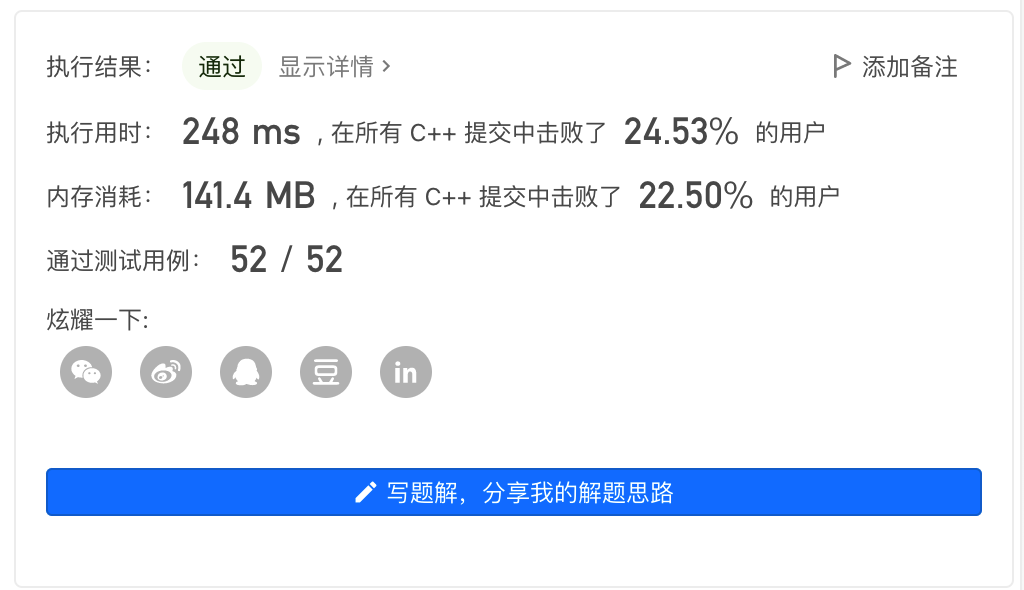 执行结果： 通过 显示详情 > 添加备注
执行用时： 248 ms , 在所有 C++ 提交中击败了 24.53% 的用户
内存消耗： 141.4 MB , 在所有 C++ 提交中击败了 22.50% 的用户
通过测试用例： 52 / 52
炫耀一下:
豆 in
写题解，分享我的解题思路